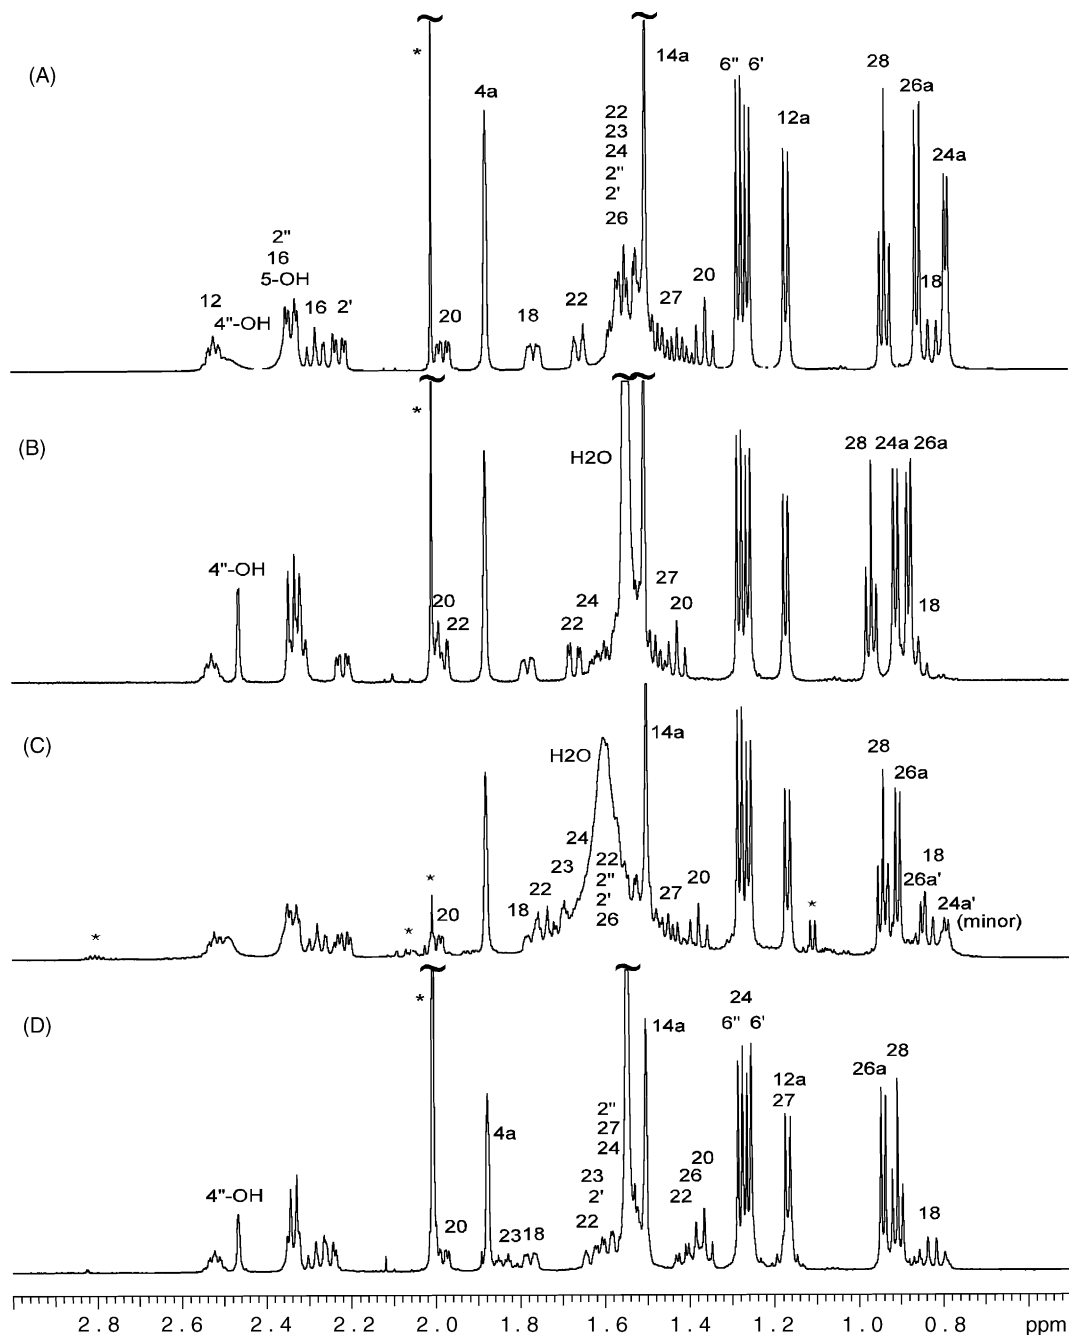 (A)
*
4a
14a
6'' 6'
28
26a
12a
24a
22
23
24
2''
2'
26
2''
16
5-OH
12
4''-OH
16
2'
20
18
22
27
20
18
(B)
*
H2O
28 24a 26a
4''-OH
20
22
24
22
27
20
18
(C)
H2O
14a
28
26a
24
23
22
22
2''
2'
26
18
20
27
20
18
26a'
24a'
(minor)
*
*
*
*
(D)
*
14a
24
6'' 6'
28
26a
12a
27
2''
27
24
4a
20
26
22
23
2'
22
4''-OH
20
23 18
18
2.8 2.6 2.4 2.2 2.0 1.8 1.6 1.4 1.2 1.0 0.8 ppm